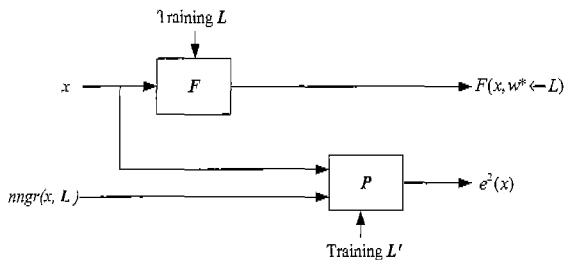 Training L
x
F
F(x, w* ← L)
nngr(x, L)
P
e²(x)
Training L'